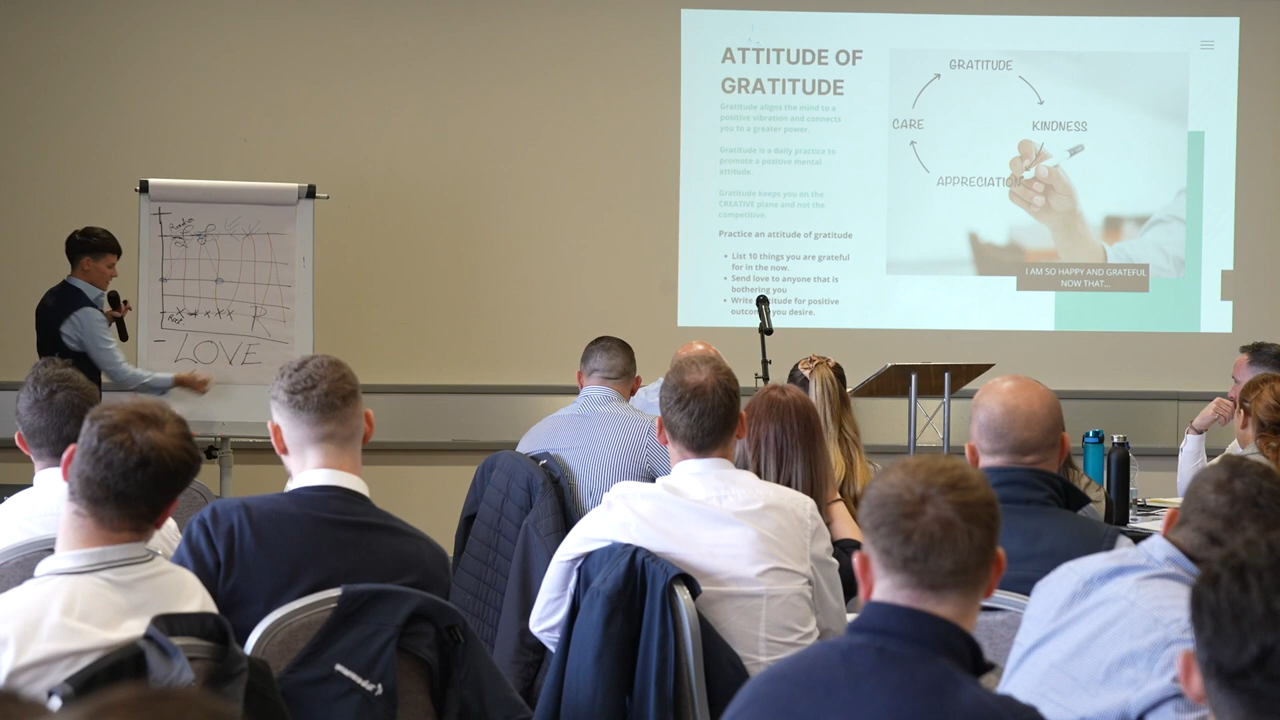 ATTITUDE OF
GRATITUDE
Gratitude aligns the mind to a
positive vibration and connects
you to a greater power.
Gratitude is a daily practice to
promote a positive mental
attitude.
Gratitude keeps you on the
CREATIVE plane and not the
competitive.
Practice an attitude of gratitude
• List 10 things you are grateful
for in the now.
• Send love to anyone that is
bothering you
• Write for positive
you desire.
GRATITUDE
KINDNESS
APPRECIATION
CARE
I AM SO HAPPY AND GRATEFUL
NOW THAT...
R
- LOVE